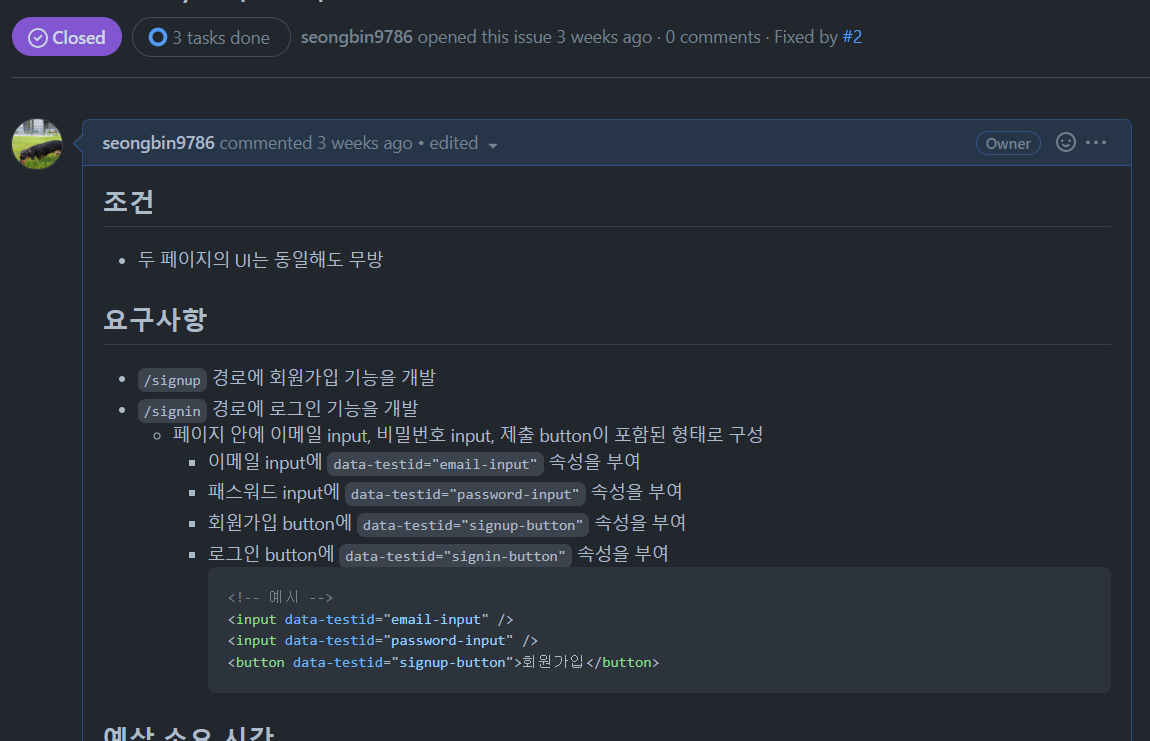 Closed
3 tasks done
seongbin9786 opened this issue 3 weeks ago · 0 comments · Fixed by #2
seongbin9786 commented 3 weeks ago • edited
Owner
조건
두 페이지의 UI는 동일해도 무방
요구사항
/signup 경로에 회원가입 기능을 개발
/signin 경로에 로그인 기능을 개발
페이지 안에 이메일 input, 비밀번호 input, 제출 button이 포함된 형태로 구성
이메일 input에 data-testid="email-input" 속성을 부여
패스워드 input에 data-testid="password-input" 속성을 부여
회원가입 button에 data-testid="signup-button" 속성을 부여
로그인 button에 data-testid="signin-button" 속성을 부여
<!-- 예시 -->
<input data-testid="email-input" />
<input data-testid="password-input" />
<button data-testid="signup-button">회원가입</button>
예상 소요 시간